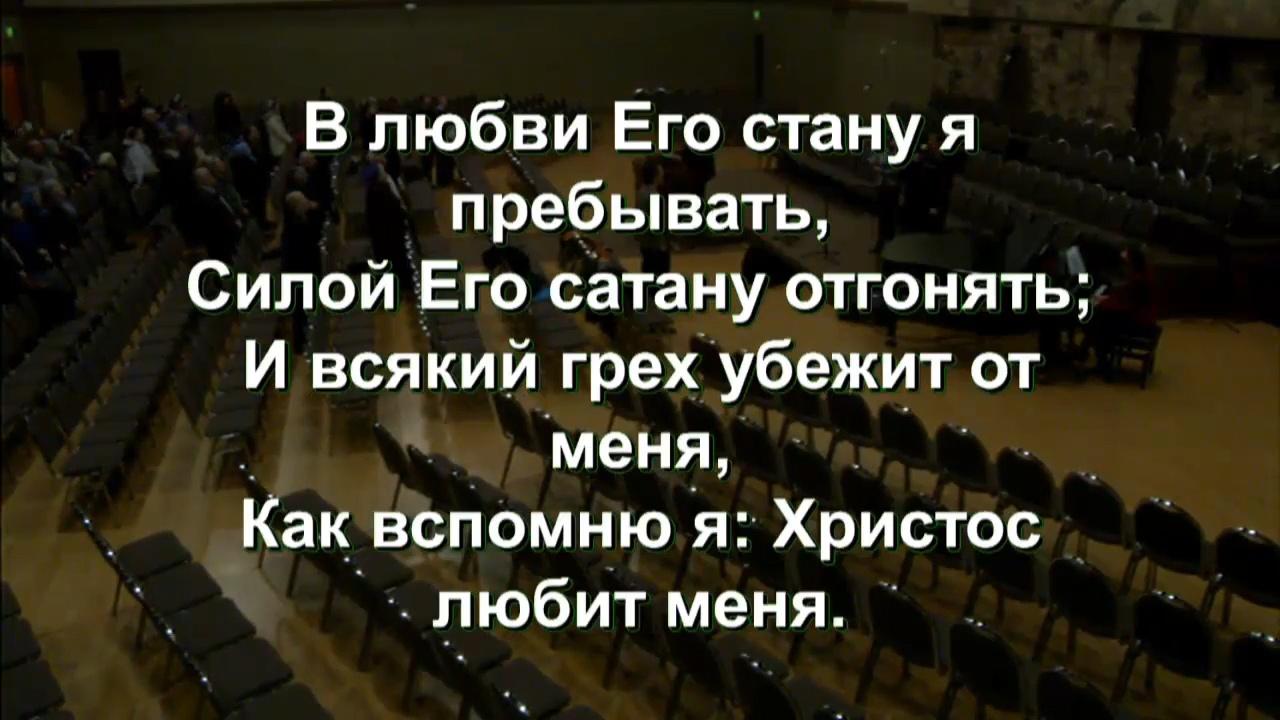 В любви Его стану я
пребывать,
Силой Его сатану отгонять;
И всякий грех убежит от
меня,
Как вспомню я: Христос
любит меня.